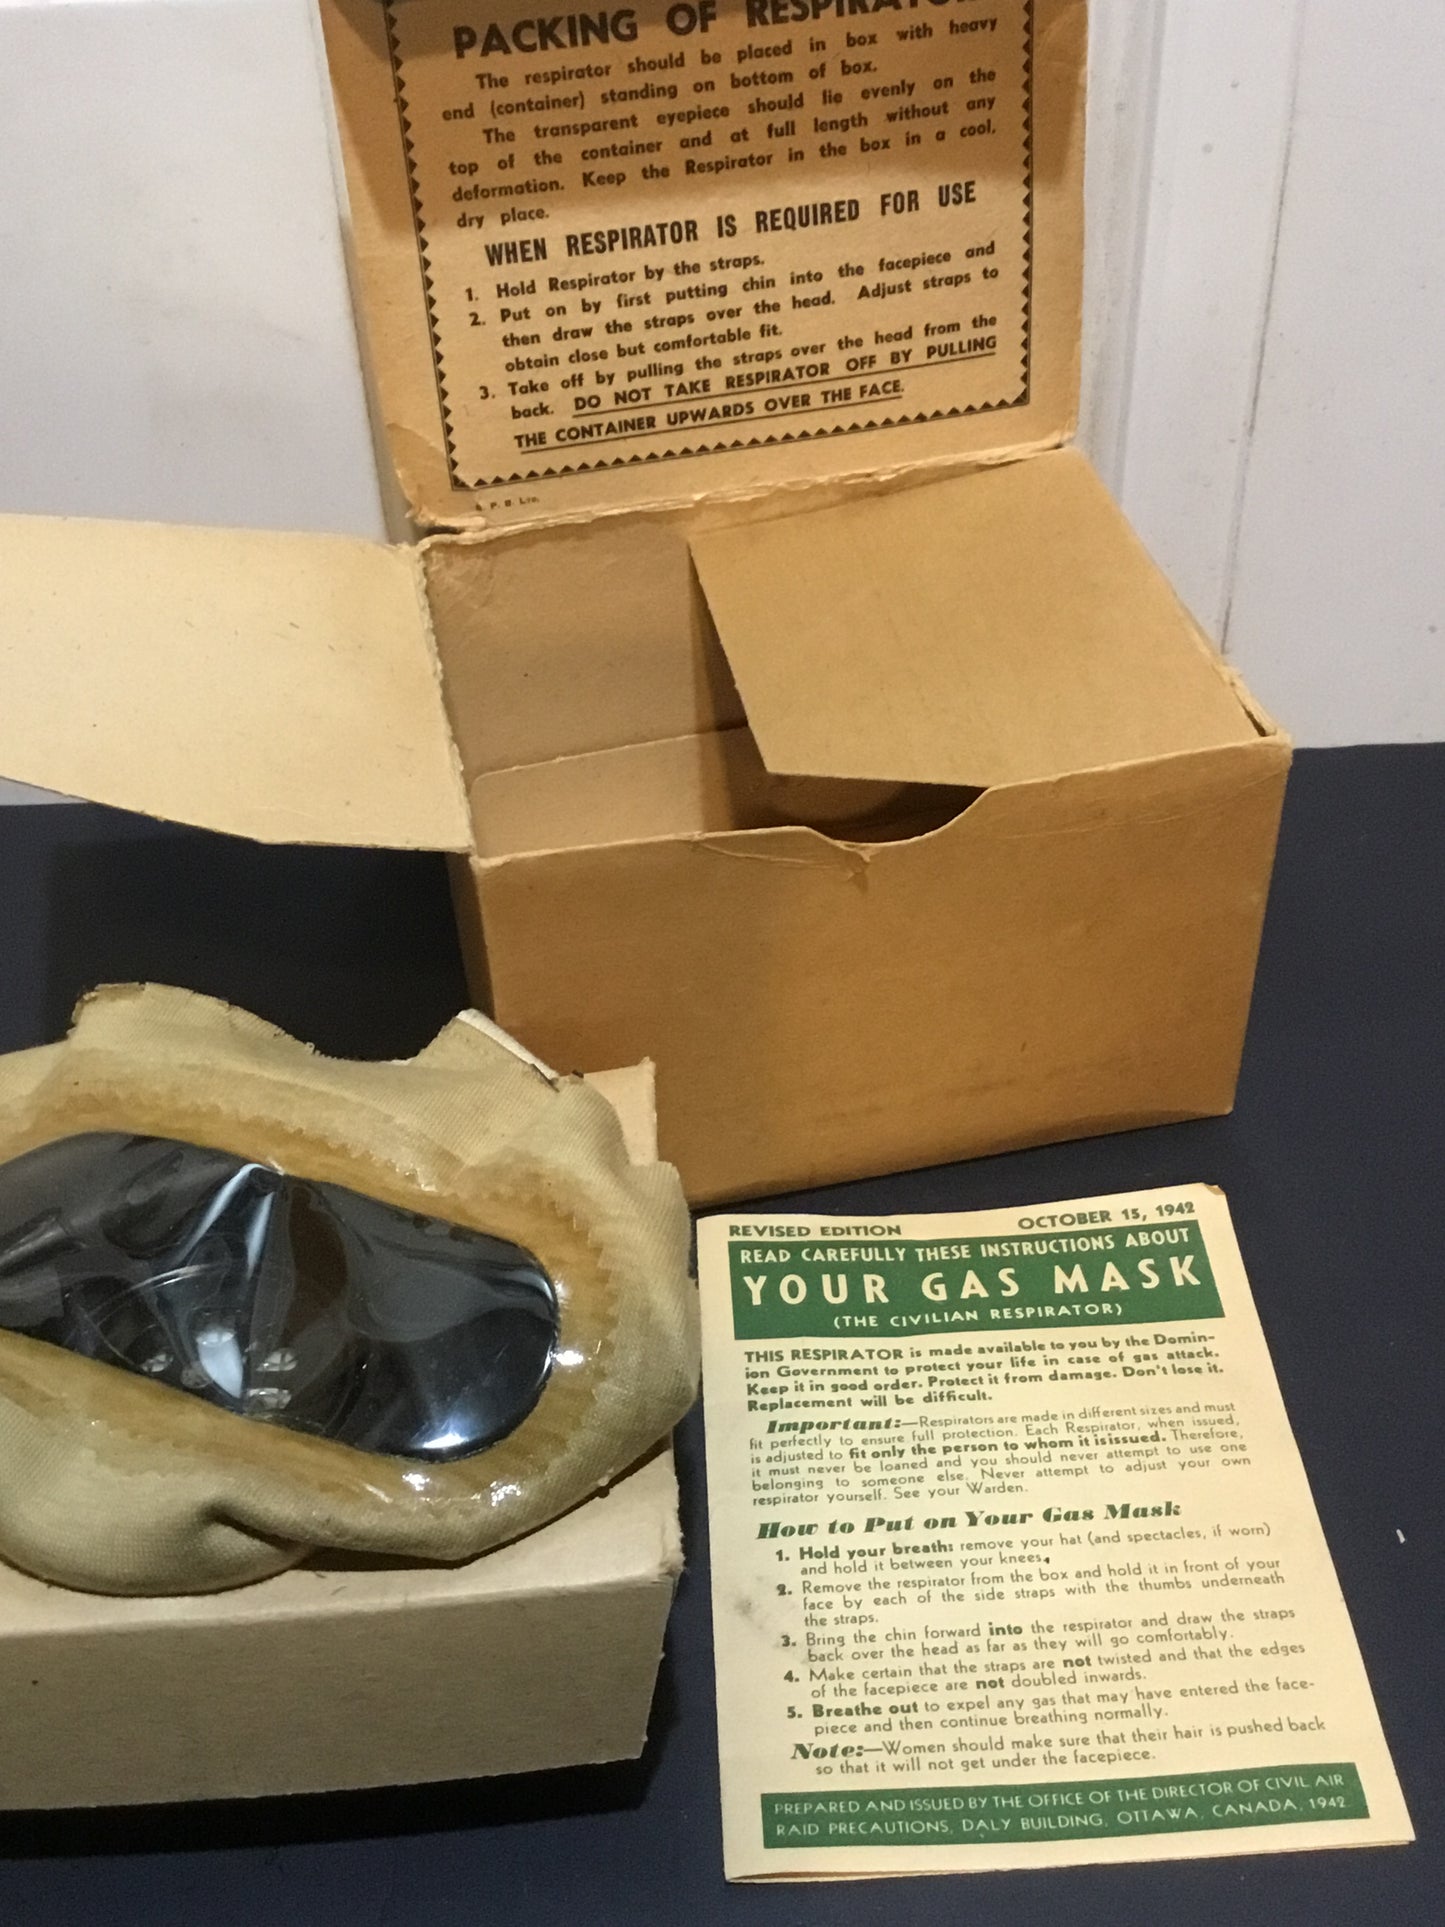 PACKING OF RESPIRATOR
The respirator should be placed in box with heavy
end (container) standing on bottom of box.
The transparent eyepiece should lie evenly on the
top of the container and at full length without any
deformation. Keep the Respirator in the box in a cool,
dry place.
WHEN RESPIRATOR IS REQUIRED FOR USE
1. Hold Respirator by the straps.
2. Put on by first putting chin into the facepiece and
then draw the straps over the head. Adjust straps to
obtain close but comfortable fit.
3. Take off by pulling the straps over the head from the
back. DO NOT TAKE RESPIRATOR OFF BY PULLING
THE CONTAINER UPWARDS OVER THE FACE.
P. B. LTD.
REVISED EDITION OCTOBER 15, 1942
READ CAREFULLY THESE INSTRUCTIONS ABOUT
YOUR GAS MASK
(THE CIVILIAN RESPIRATOR)
THIS RESPIRATOR is made available to you by the Domin-
ion Government to protect your life in case of gas attack.
Keep it in good order. Protect it from damage. Don't lose it.
Replacement will be difficult.
Important:—Respirators are made in different sizes and must
fit perfectly to ensure full protection. Each Respirator, when issued,
is adjusted to fit only the person to whom it is issued. Therefore,
it must never be loaned and you should never attempt to use one
belonging to someone else. Never attempt to adjust your own
respirator yourself. See your Warden.
How to Put on Your Gas Mask
1. Hold your breath: remove your hat (and spectacles, if worn)
and hold it between your knees.
2. Remove the respirator from the box and hold it in front of your
face by each of the side straps with the thumbs underneath
the straps.
3. Bring the chin forward into the respirator and draw the straps
back over the head as far as they will go comfortably.
4. Make certain that the straps are not twisted and that the edges
of the facepiece are not doubled inwards.
5. Breathe out to expel any gas that may have entered the face-
piece and then continue breathing normally.
Note:—Women should make sure that their hair is pushed back
so that it will not get under the facepiece.
PREPARED AND ISSUED BY THE OFFICE OF THE DIRECTOR OF CIVIL AIR
RAID PRECAUTIONS, DALY BUILDING, OTTAWA, CANADA, 1942